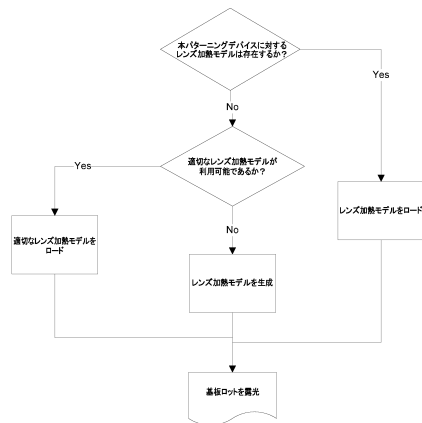 本パターニングデバイスに対する
レンズ加熱モデルは存在するか？
Yes
No
適切なレンズ加熱モデルが
利用可能であるか？
Yes
No
適切なレンズ加熱モデルを
ロード
レンズ加熱モデルを生成
レンズ加熱モデルをロード
基板ロットを露光